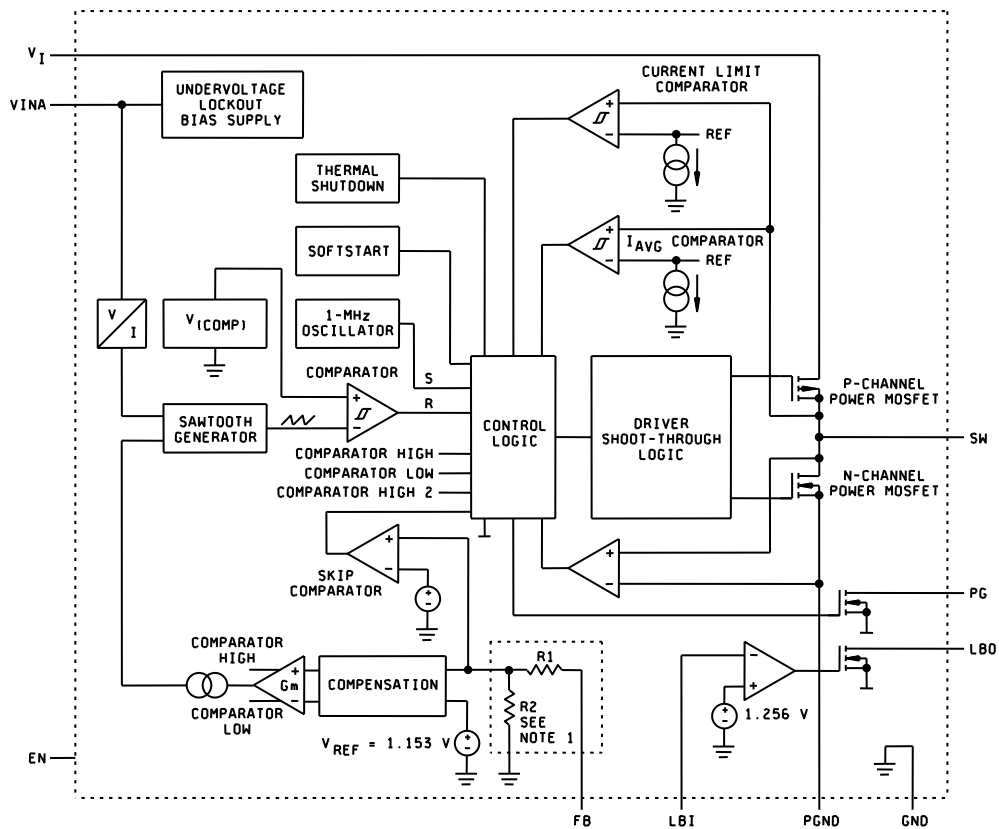 V I
VINA
UNDERVOLTAGE
LOCKOUT
BIAS SUPPLY
CURRENT LIMIT
COMPARATOR
+
−
REF
THERMAL
SHUTDOWN
SOFTSTART
+
−
I AVG COMPARATOR
REF
V
I
V (COMP)
1-MHz
OSCILLATOR
COMPARATOR
+
−
S
R
SAWTOOTH
GENERATOR
CONTROL
LOGIC
DRIVER
SHOOT-THROUGH
LOGIC
P-CHANNEL
POWER MOSFET
SW
N-CHANNEL
POWER MOSFET
COMPARATOR HIGH
COMPARATOR LOW
COMPARATOR HIGH 2
+
−
SKIP
COMPARATOR
+
−
+
−
PG
LBO
COMPARATOR
HIGH
+
Gm
−
COMPARATOR
LOW
COMPENSATION
R1
R2
SEE
NOTE 1
V REF = 1.153 V
+
−
−
+
+
−
1.256 V
EN
FB
LBI
PGND
GND